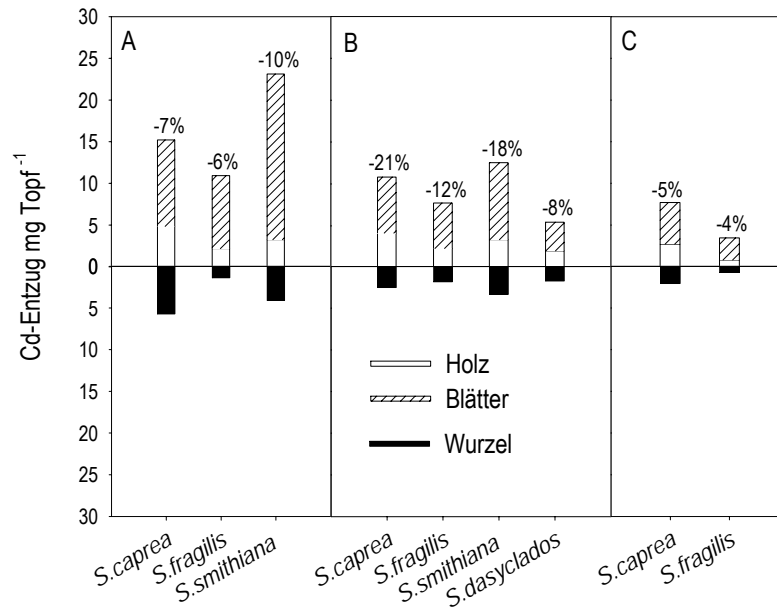 A
B
C
-7%
-6%
-10%
-21%
-12%
-18%
-8%
-5%
-4%
Cd-Entzug mg Topf⁻¹
30
25
20
15
10
5
0
5
10
15
20
25
30
Holz
Blätter
Wurzel
S.caprea
S.fragilis
S.smithiana
S.caprea
S.fragilis
S.smithiana
S.dasyclados
S.caprea
S.fragilis